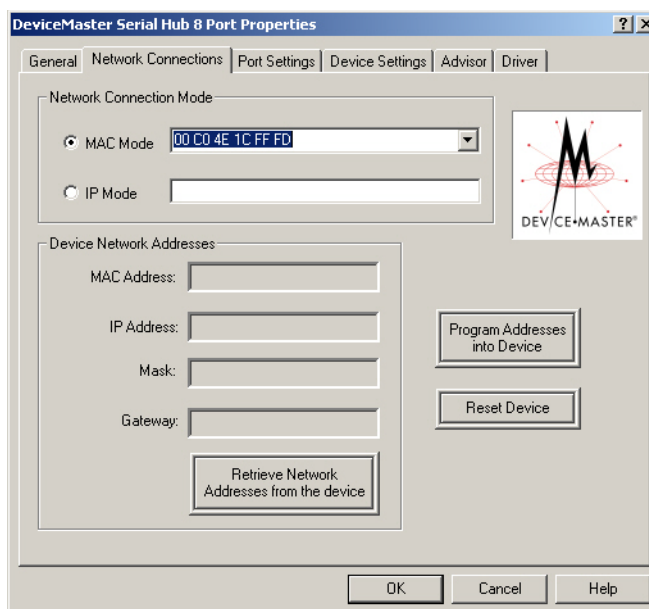 DeviceMaster Serial Hub 8 Port Properties
General Network Connections Port Settings Device Settings Advisor Driver
Network Connection Mode
MAC Mode 00 C0 4E 1C FF FD
IP Mode
DEVICE•MASTER®
Device Network Addresses
MAC Address:
IP Address:
Mask:
Gateway:
Retrieve Network
Addresses from the device
Program Addresses
into Device
Reset Device
OK Cancel Help